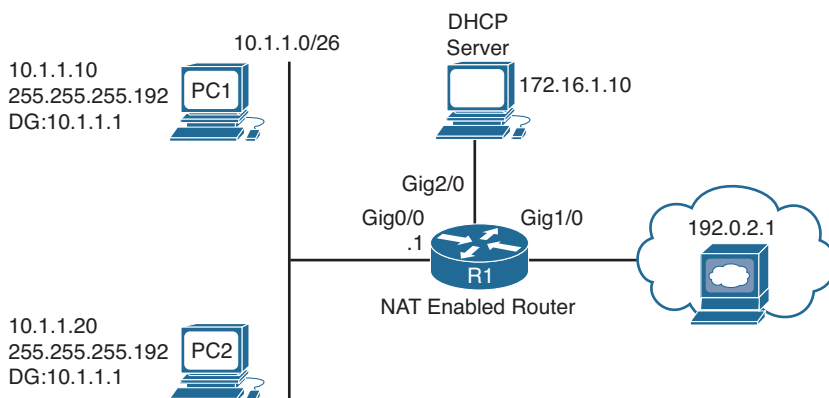 10.1.1.0/26
DHCP
Server
10.1.1.10
255.255.255.192
DG:10.1.1.1
PC1
172.16.1.10
Gig2/0
Gig0/0
.1
Gig1/0
192.0.2.1
R1
NAT Enabled Router
10.1.1.20
255.255.255.192
DG:10.1.1.1
PC2